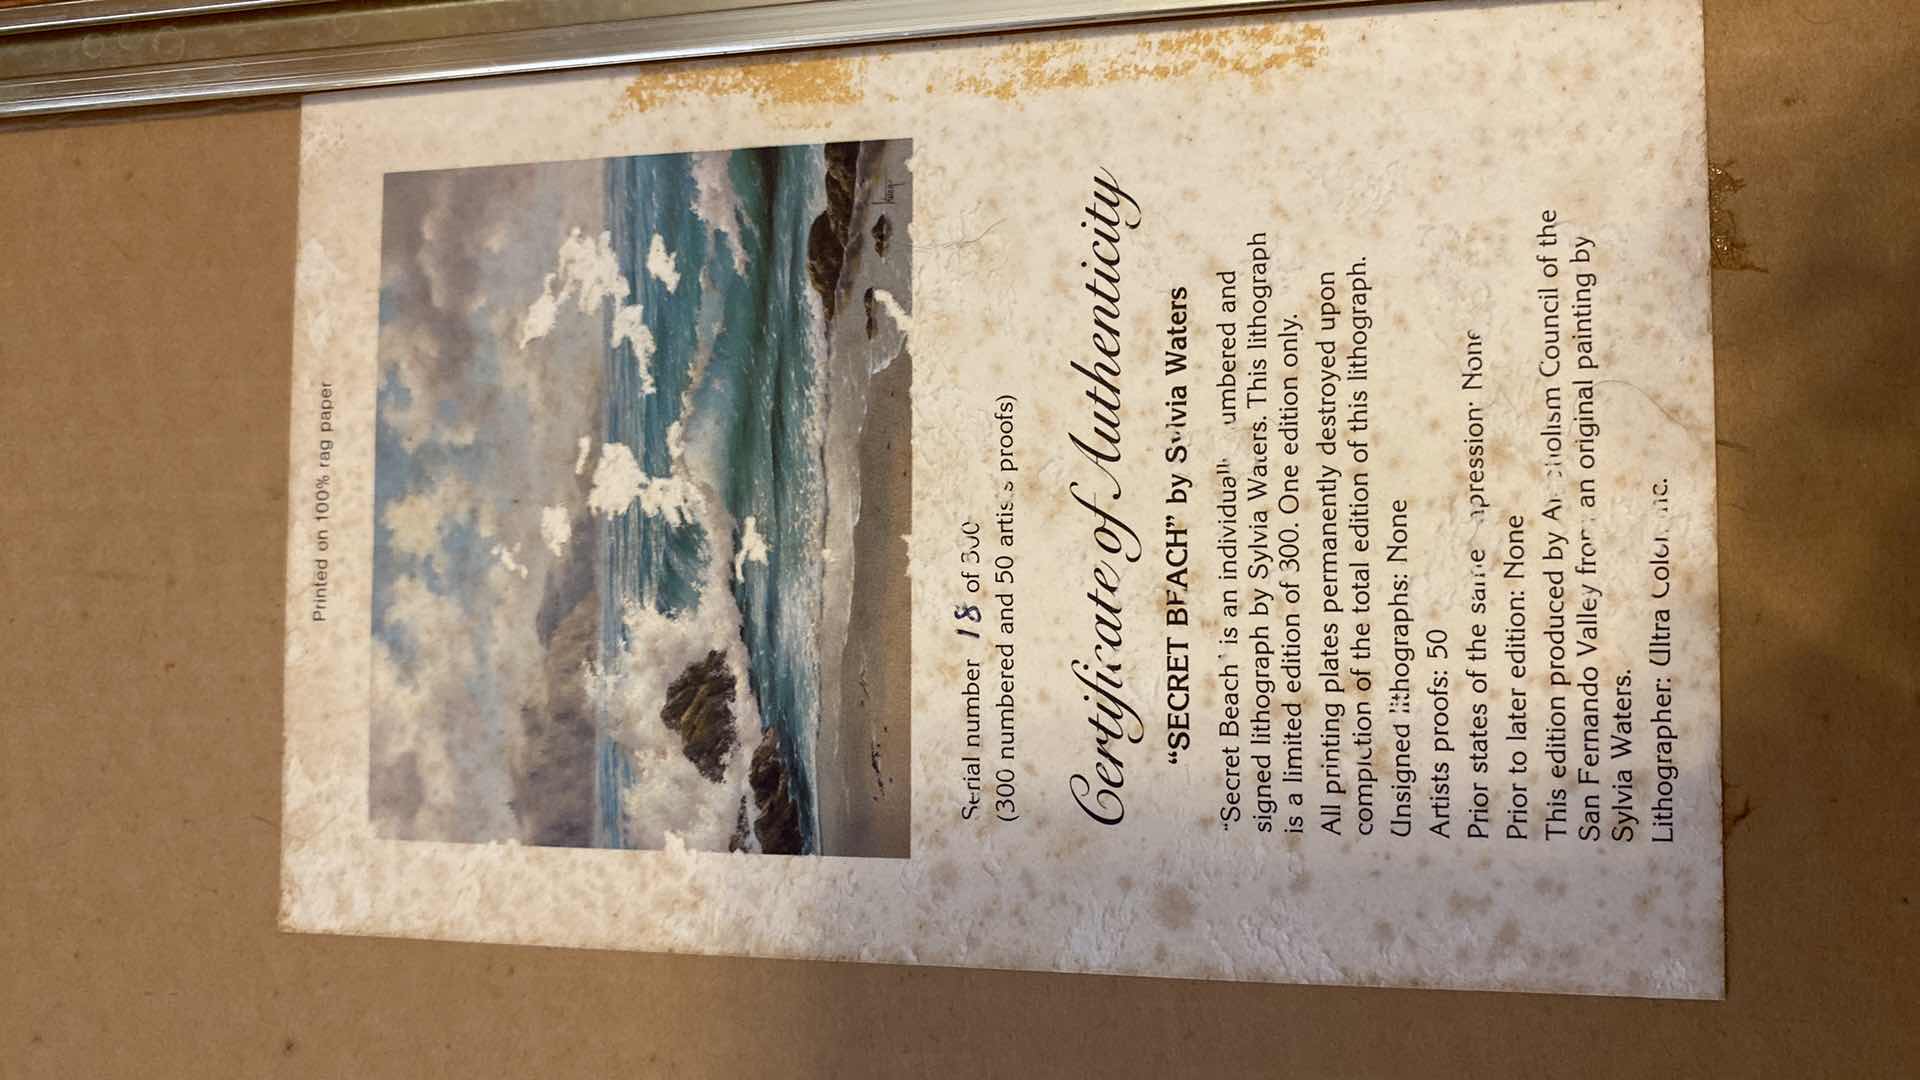 Printed on 100% rag paper
Serial number 18 of 300
(300 numbered and 50 artists proofs)
Certificate of Authenticity
"SECRET BEACH" by Sylvia Waters
"Secret Beach" is an individually numbered and
signed lithograph by Sylvia Waters. This lithograph
is a limited edition of 300. One edition only.
All printing plates permanently destroyed upon
completion of the total edition of this lithograph.
Unsigned lithographs: None
Artists proofs: 50
Prior states of the same impression: None
Prior to later edition: None
This edition produced by Alcoholism Council of the
San Fernando Valley from an original painting by
Sylvia Waters.
Lithographer: Ultra Color Inc.